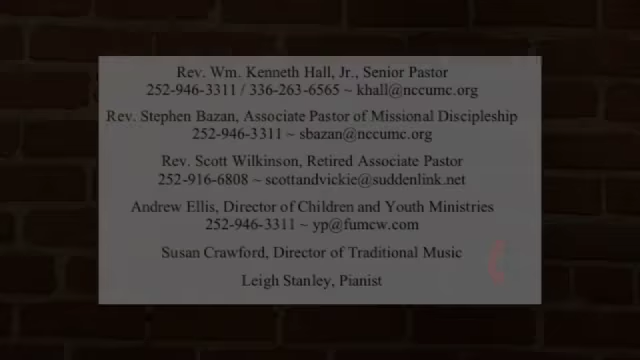 Rev. Wm. Kenneth Hall, Jr., Senior Pastor
252-946-3311 / 336-263-6565 ~ khall@nccumc.org
Rev. Stephen Bazan, Associate Pastor of Missional Discipleship
252-946-3311 ~ sbazan@nccumc.org
Rev. Scott Wilkinson, Retired Associate Pastor
252-916-6808 ~ scottandvickie@suddenlink.net
Andrew Ellis, Director of Children and Youth Ministries
252-946-3311 ~ yp@fumcw.com
Susan Crawford, Director of Traditional Music
Leigh Stanley, Pianist